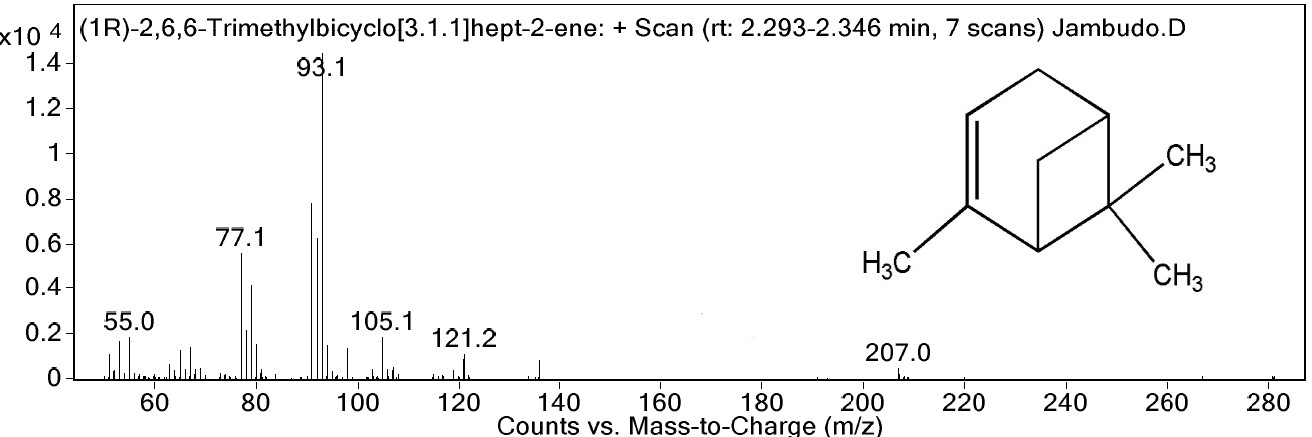 (1R)-2,6,6-Trimethylbicyclo[3.1.1]hept-2-ene: + Scan (rt: 2.293-2.346 min, 7 scans) Jambudo.D
x10 4
1.4
1.2
1
0.8
0.6
0.4
0.2
0
93.1
77.1
55.0
105.1
121.2
207.0
CH3
H3C
CH3
60 80 100 120 140 160 180 200 220 240 260 280
Counts vs. Mass-to-Charge (m/z)